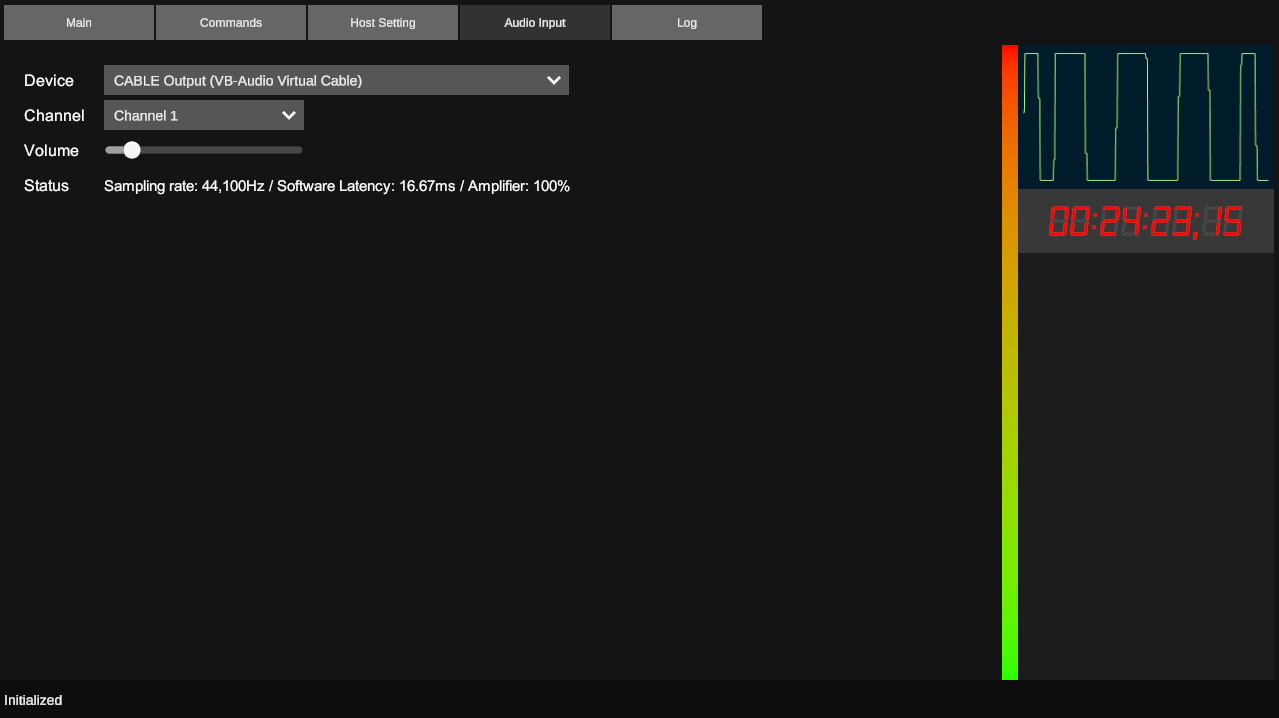 Main
Commands
Host Setting
Audio Input
Log
Device
CABLE Output (VB-Audio Virtual Cable)
Channel
Channel 1
Volume
Status
Sampling rate: 44,100Hz / Software Latency: 16.67ms / Amplifier: 100%
00:24:23;15
Initialized